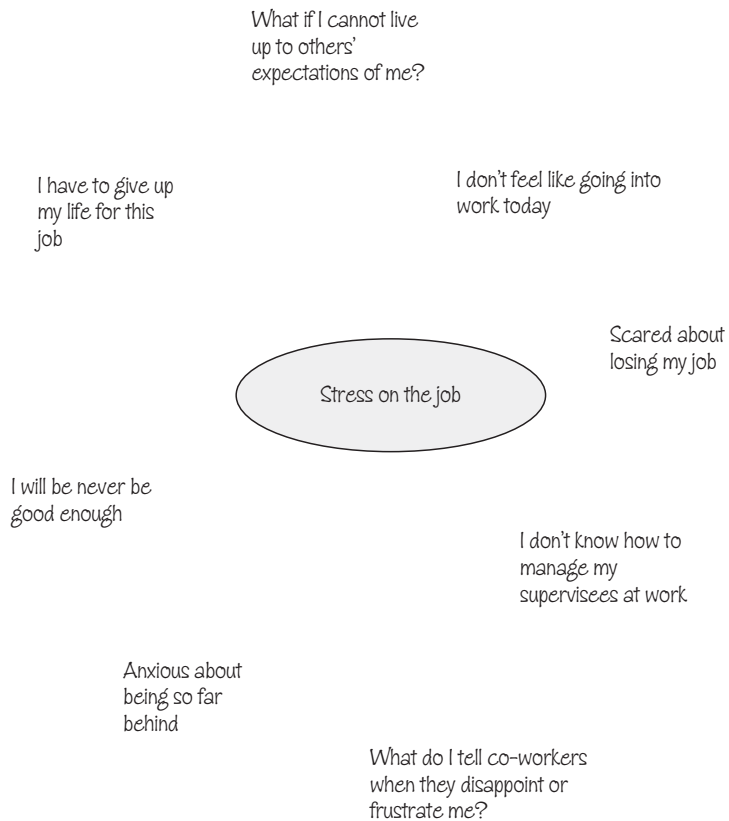 What if I cannot live
up to others'
expectations of me?
I have to give up
my life for this
job
I don't feel like going into
work today
Scared about
losing my job
Stress on the job
I will be never be
good enough
I don't know how to
manage my
supervisees at work
Anxious about
being so far
behind
What do I tell co-workers
when they disappoint or
frustrate me?